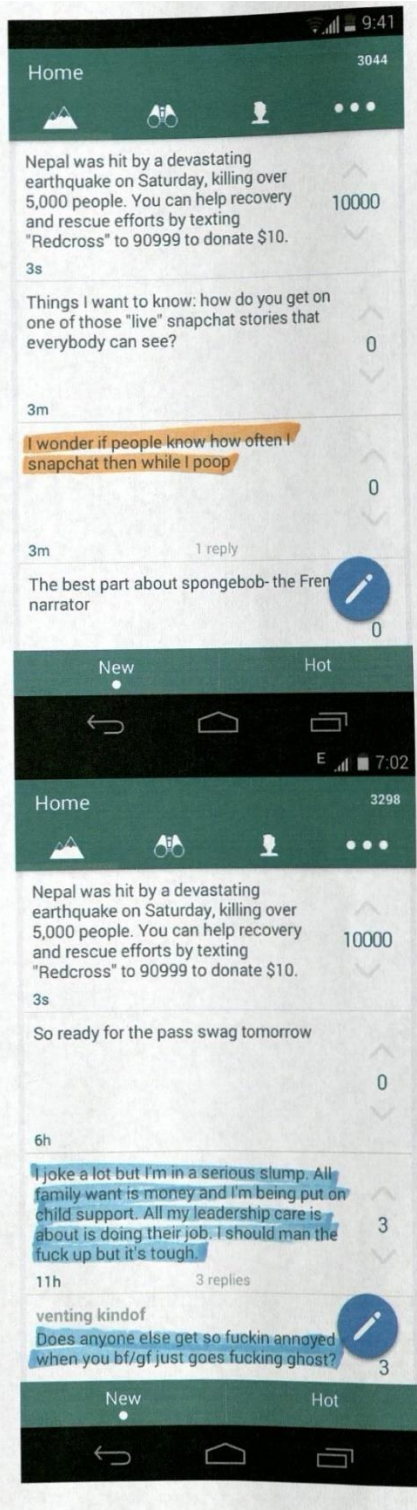 9:41
Home
3044
Nepal was hit by a devastating
earthquake on Saturday, killing over
5,000 people. You can help recovery
and rescue efforts by texting
"Redcross" to 90999 to donate $10.
10000
3s
Things I want to know: how do you get on
one of those "live" snapchat stories that
everybody can see?
0
3m
I wonder if people know how often I
snapchat then while I poop
0
3m
1 reply
The best part about spongebob- the Fren
narrator
0
New
Hot
E
7:02
Home
3298
Nepal was hit by a devastating
earthquake on Saturday, killing over
5,000 people. You can help recovery
and rescue efforts by texting
"Redcross" to 90999 to donate $10.
10000
3s
So ready for the pass swag tomorrow
0
6h
I joke a lot but I'm in a serious slump. All
family want is money and I'm being put on
child support. All my leadership care is
about is doing their job. I should man the
fuck up but it's tough.
3
11h
3 replies
venting kindof
Does anyone else get so fuckin annoyed
when you bf/gf just goes fucking ghost?
3
New
Hot